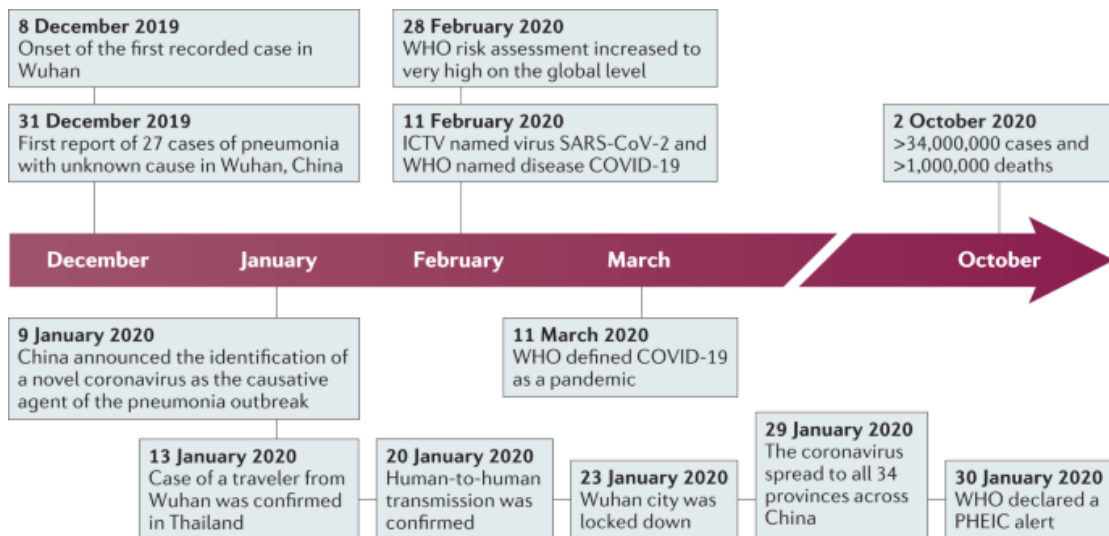 8 December 2019
Onset of the first recorded case in
Wuhan
31 December 2019
First report of 27 cases of pneumonia
with unknown cause in Wuhan, China
28 February 2020
WHO risk assessment increased to
very high on the global level
11 February 2020
ICTV named virus SARS-CoV-2 and
WHO named disease COVID-19
2 October 2020
>34,000,000 cases and
>1,000,000 deaths
December
January
February
March
October
9 January 2020
China announced the identification of
a novel coronavirus as the causative
agent of the pneumonia outbreak
11 March 2020
WHO defined COVID-19
as a pandemic
13 January 2020
Case of a traveler from
Wuhan was confirmed
in Thailand
20 January 2020
Human-to-human
transmission was
confirmed
23 January 2020
Wuhan city was
locked down
29 January 2020
The coronavirus
spread to all 34
provinces across
China
30 January 2020
WHO declared a
PHEIC alert